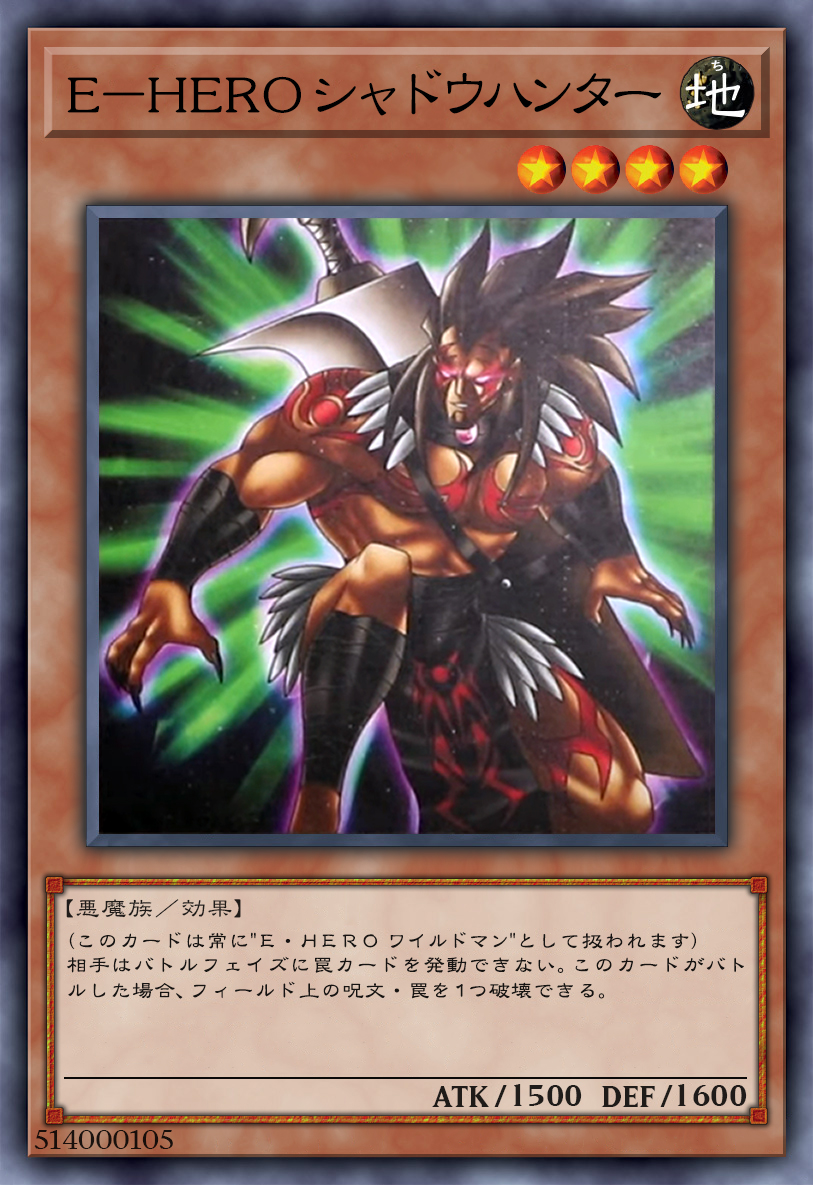 E－HERO シャドウハンター
地
ち
【悪魔族／効果】
(このカードは常に"Ｅ・ＨＥＲＯ ワイルドマン"として扱われます)
相手はバトルフェイズに罠カードを発動できない。このカードがバト
ルした場合、フィールド上の呪文・罠を1つ破壊できる。
ATK/1500 DEF/1600
514000105